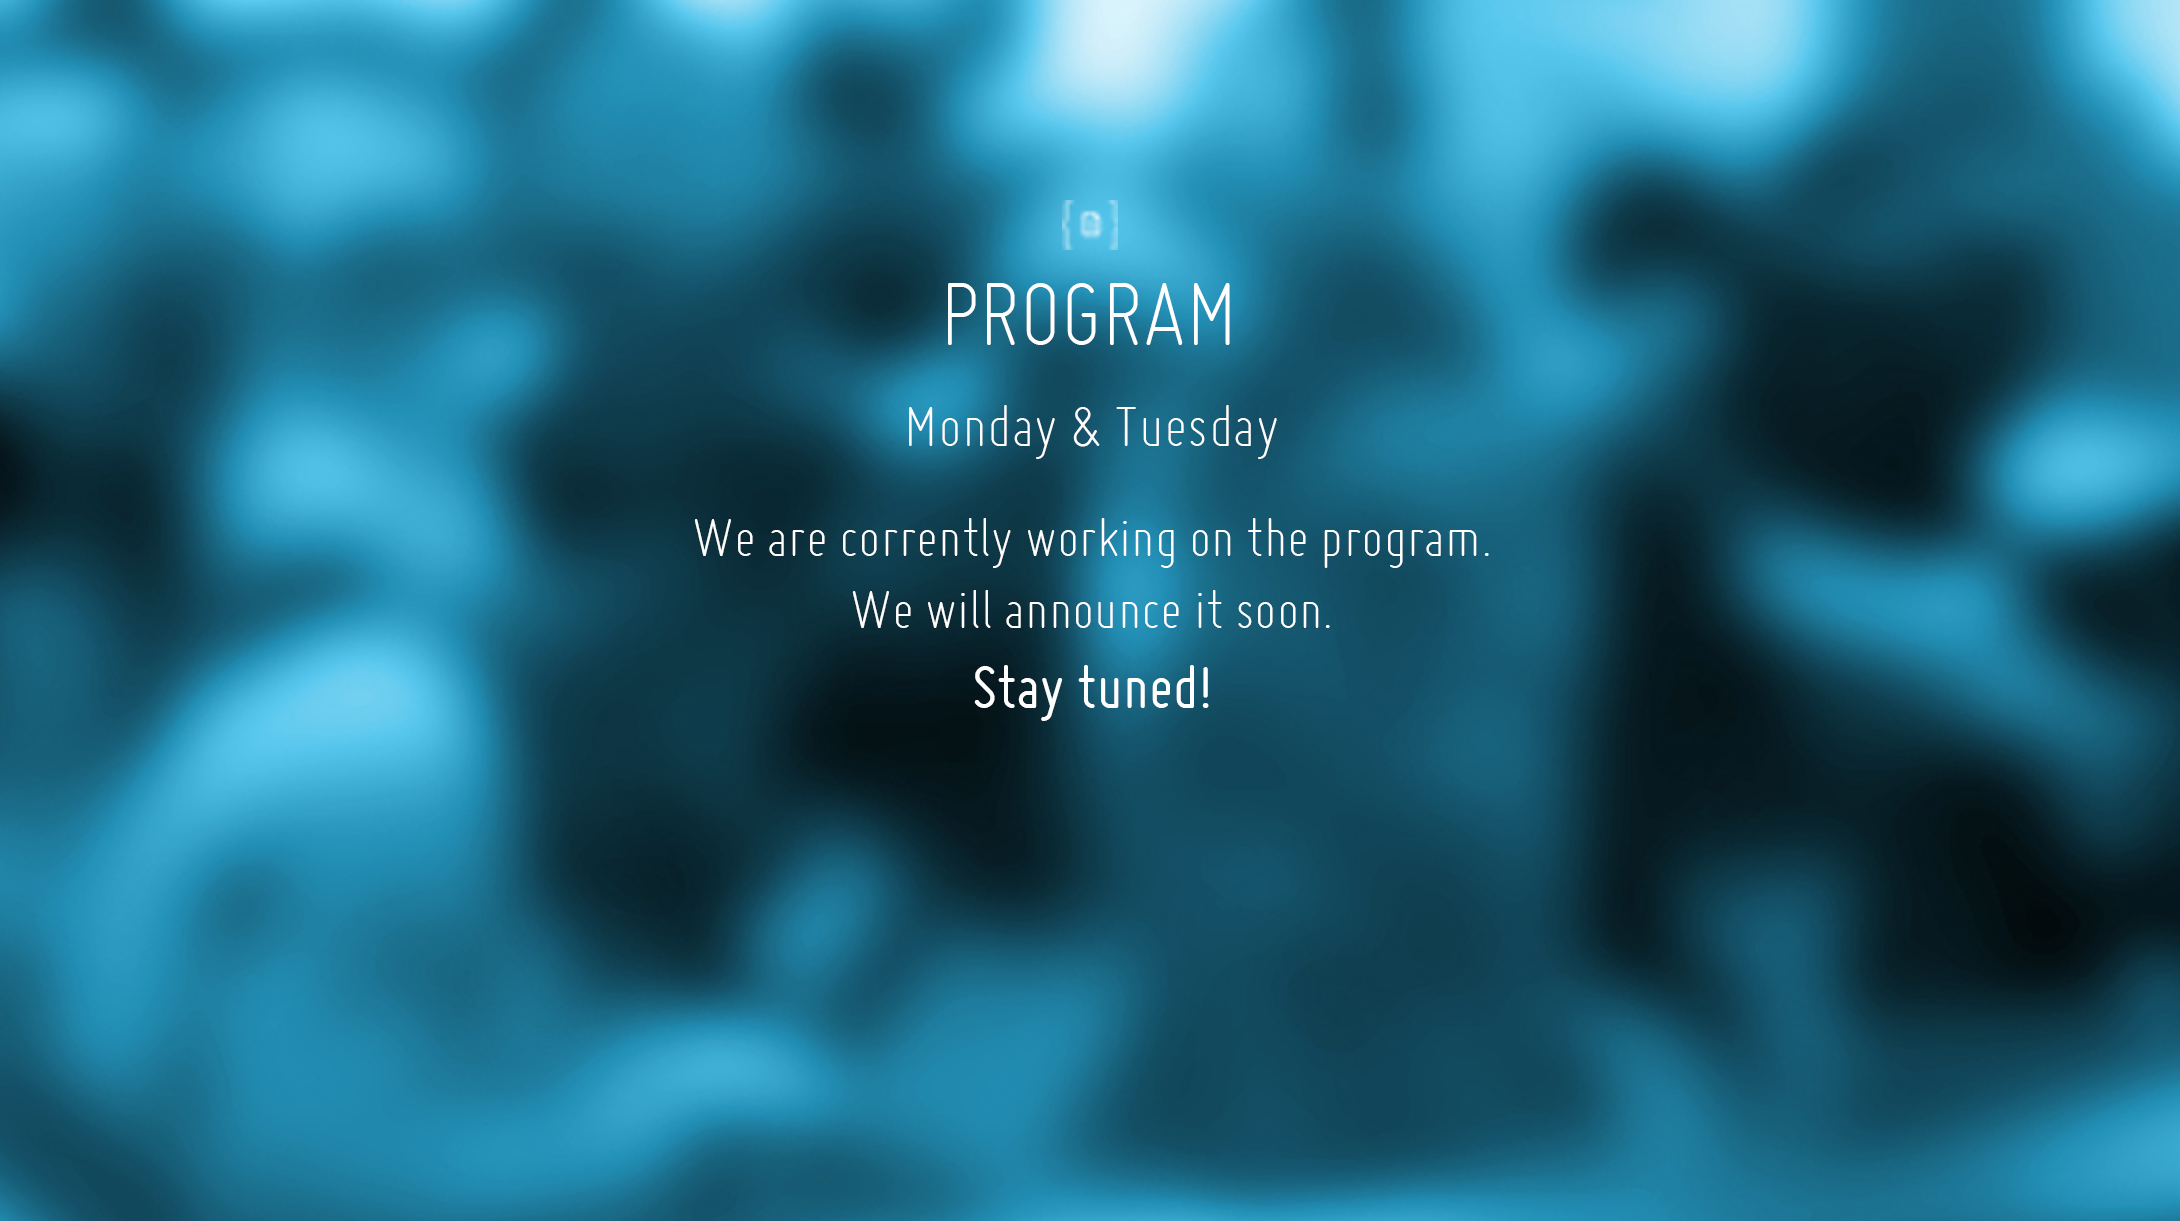 PROGRAM
Monday & Tuesday
We are corrently working on the program.
We will announce it soon.
Stay tuned!